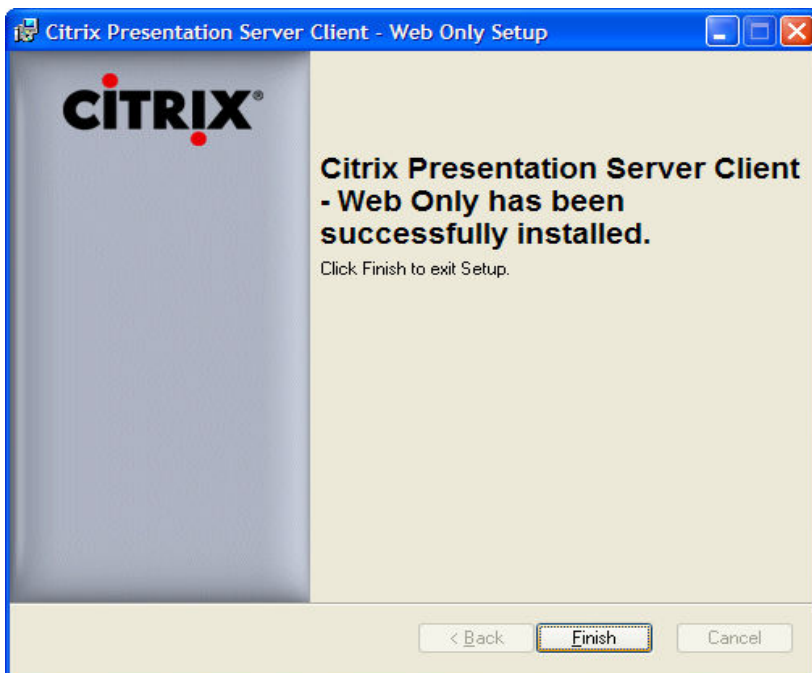 Citrix Presentation Server Client - Web Only Setup
CiTRIX®
Citrix Presentation Server Client
- Web Only has been
successfully installed.
Click Finish to exit Setup.
< Back
Finish
Cancel